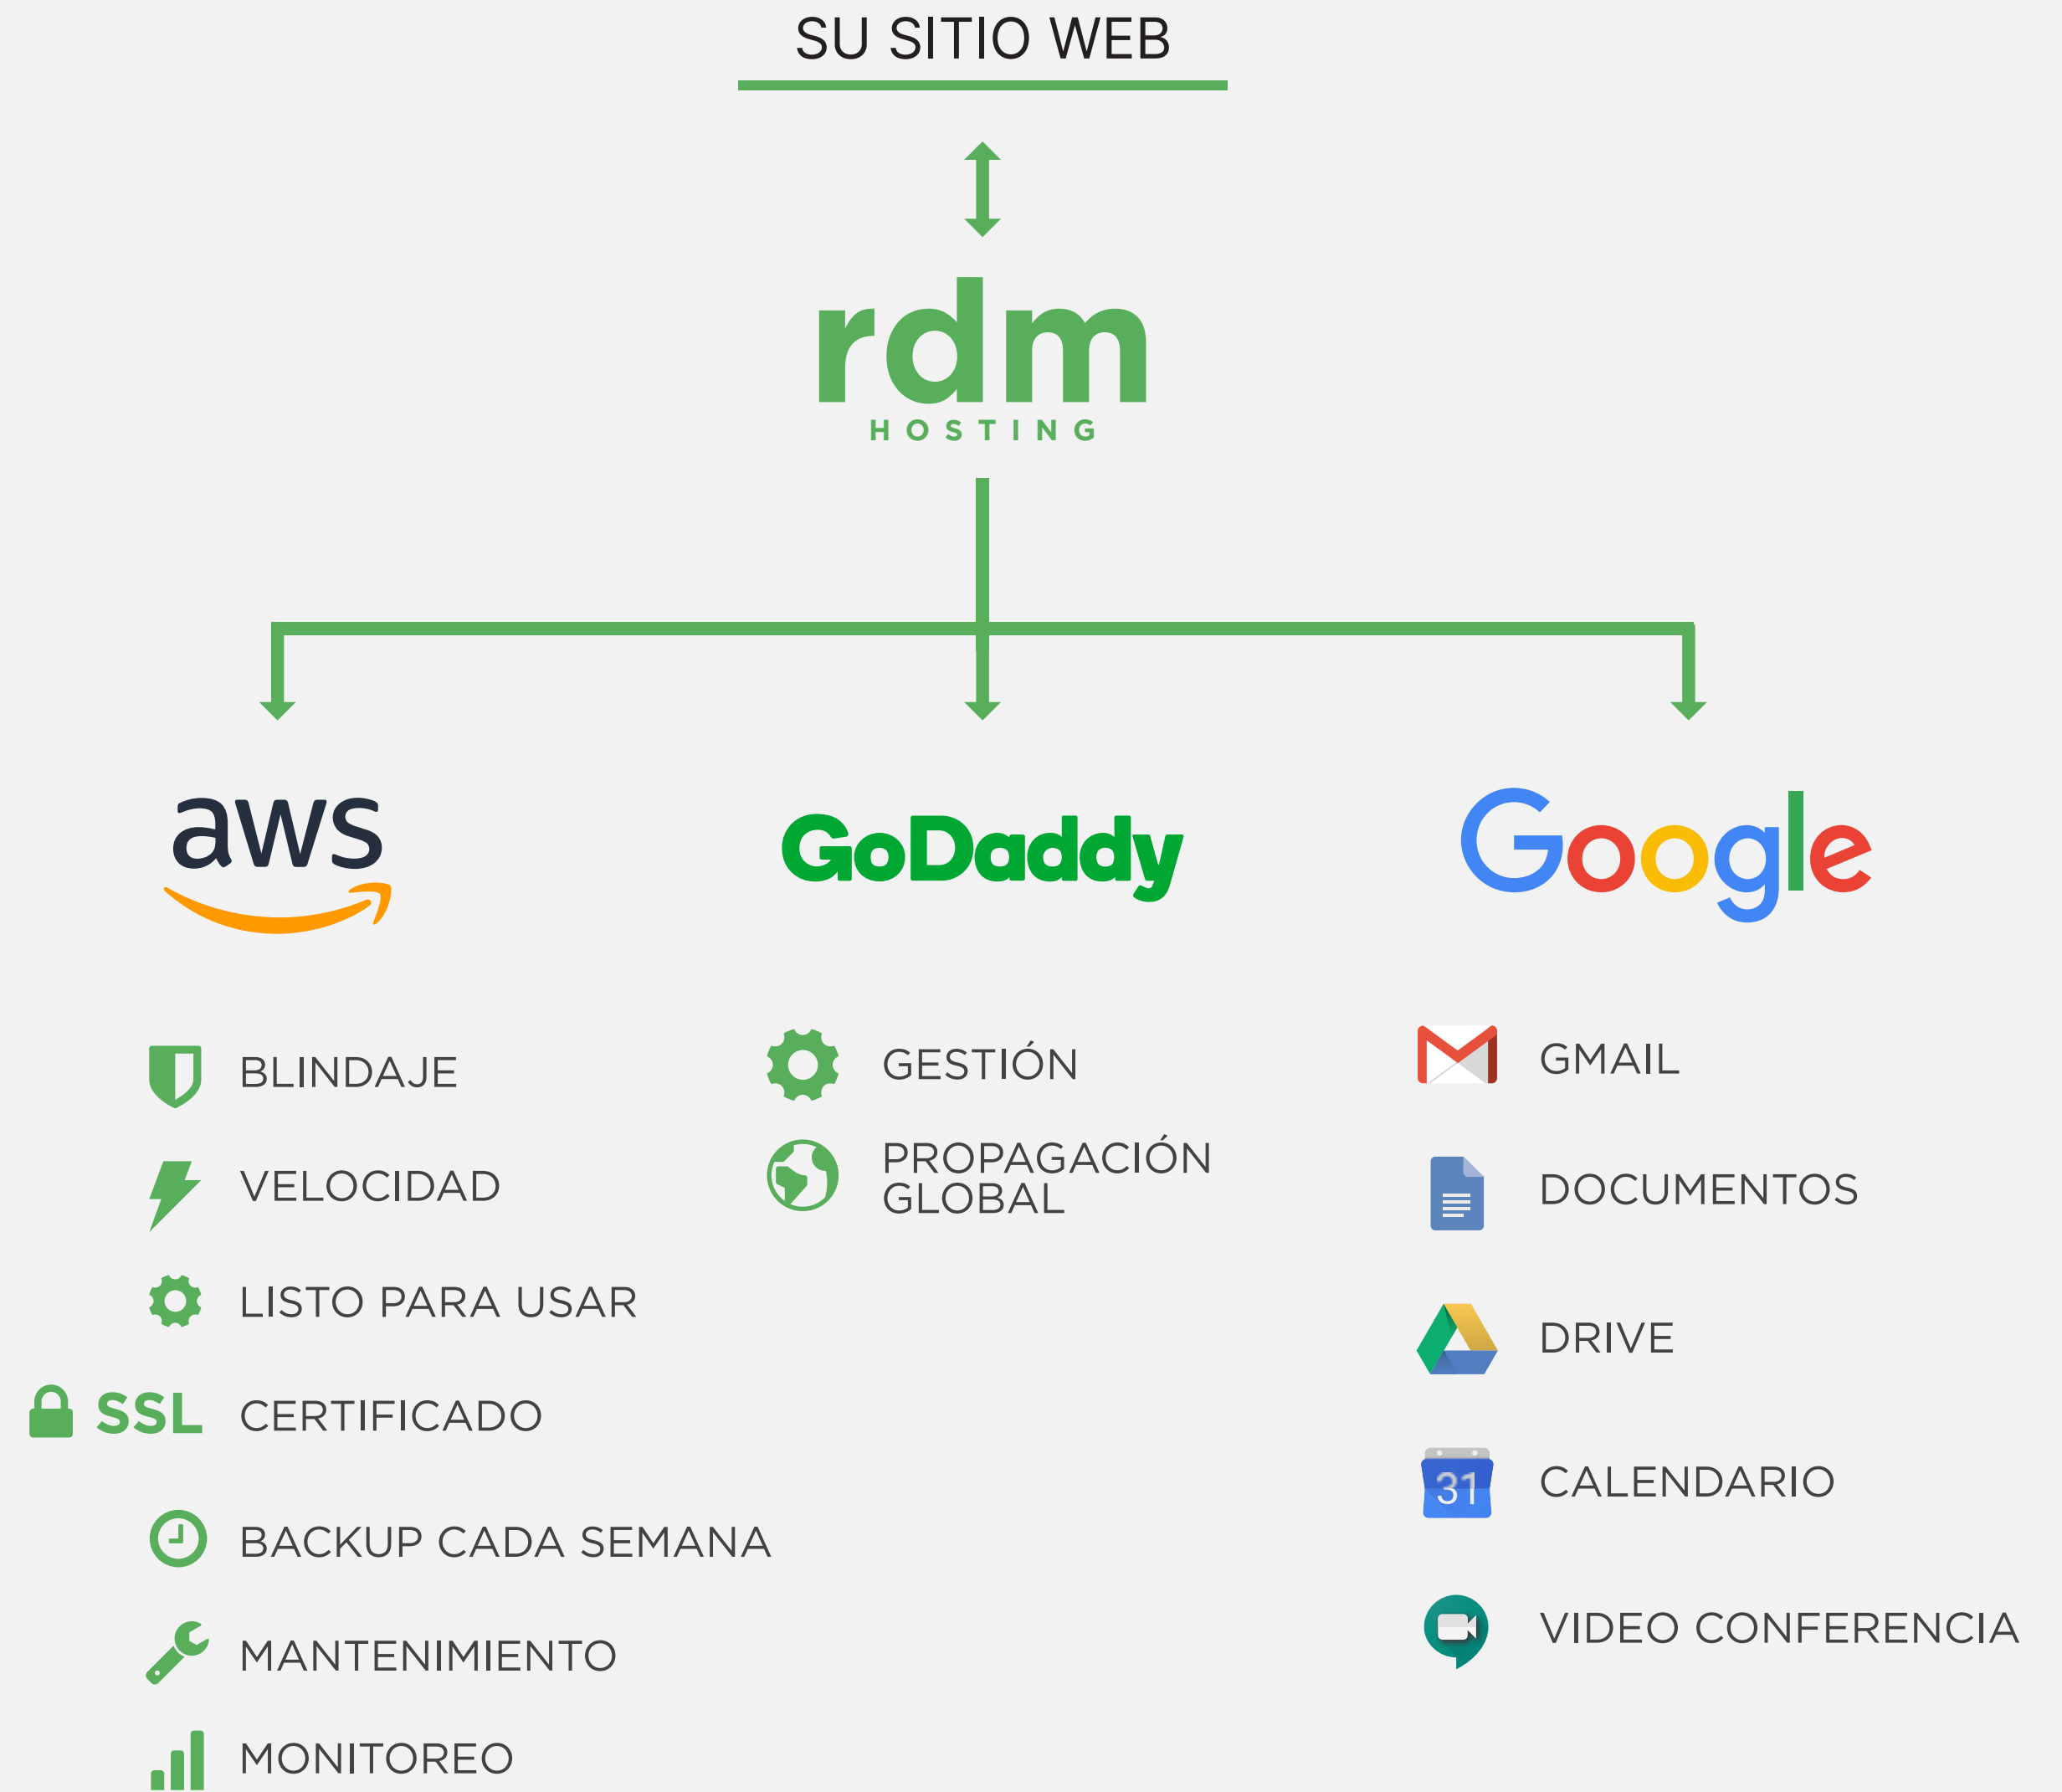 SU SITIO WEB
rdm
HOSTING
aws
GoDaddy
Google
BLINDAJE
VELOCIDAD
LISTO PARA USAR
SSL CERTIFICADO
BACKUP CADA SEMANA
MANTENIMIENTO
MONITOREO
GESTIÓN
PROPAGACIÓN
GLOBAL
GMAIL
DOCUMENTOS
DRIVE
31 CALENDARIO
VIDEO CONFERENCIA